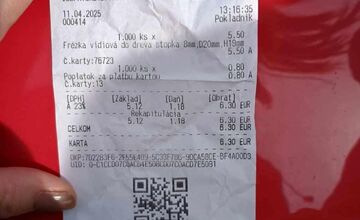 11.04.2025 13:16:35
000414 Pokladnik
1.000 ks x 5.50
Frézka vidiová do dreva stopka 8mm,D20mm,H19mm
5.50 A
Č.karty:76723
1.000 ks x 0.80
Poplatok za platbu kartou 0.80 A
Č.karty:13
[DPH] [Základ] [Daň] [Obrat]
A 23% 5.12 1.18 6.30 EUR
Rekapitulácia
5.12 1.18 6.30 EUR
CELKOM 6.30 EUR
KARTA 6.30 EUR